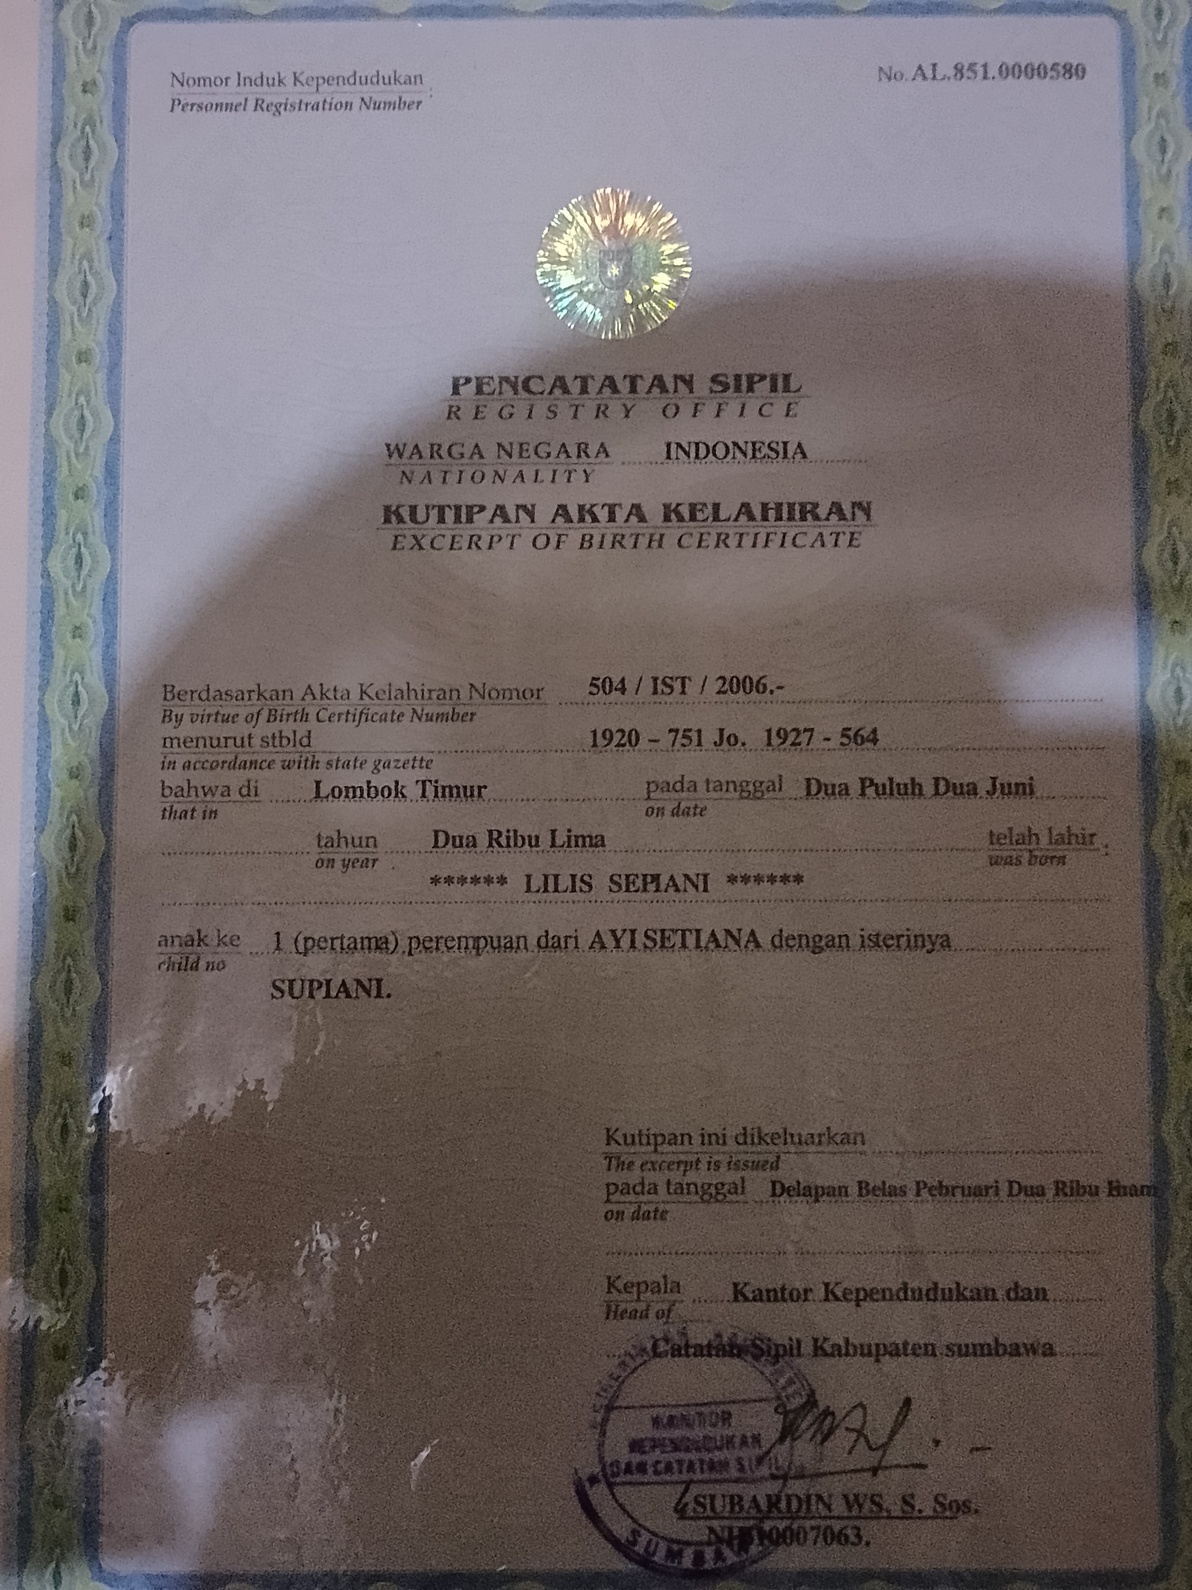 Nomor Induk Kependudukan :
Personnel Registration Number
No. AL.851.0000580
PENCATATAN SIPIL
REGISTRY OFFICE
WARGA NEGARA INDONESIA
NATIONALITY
KUTIPAN AKTA KELAHIRAN
EXCERPT OF BIRTH CERTIFICATE
Berdasarkan Akta Kelahiran Nomor 504 / IST / 2006.-
By virtue of Birth Certificate Number
menurut stbld 1920 – 751 Jo. 1927 - 564
in accordance with state gazette
bahwa di Lombok Timur pada tanggal Dua Puluh Dua Juni
that in on date
tahun Dua Ribu Lima telah lahir :
on year was born
****** LILIS SEPIANI ******
anak ke 1 (pertama) perempuan dari AYI SETIANA dengan isterinya
child no
SUPIANI.
Kutipan ini dikeluarkan
The excerpt is issued
pada tanggal Delapan Belas Pebruari Dua Ribu Enam
on date
Kepala Kantor Kependudukan dan
Head of
Catatan Sipil Kabupaten sumbawa
KANTOR
KEPENDUDUKAN
DAN CATATAN SIPIL
SUBARDIN WS, S. Sos.
SUMBAWA